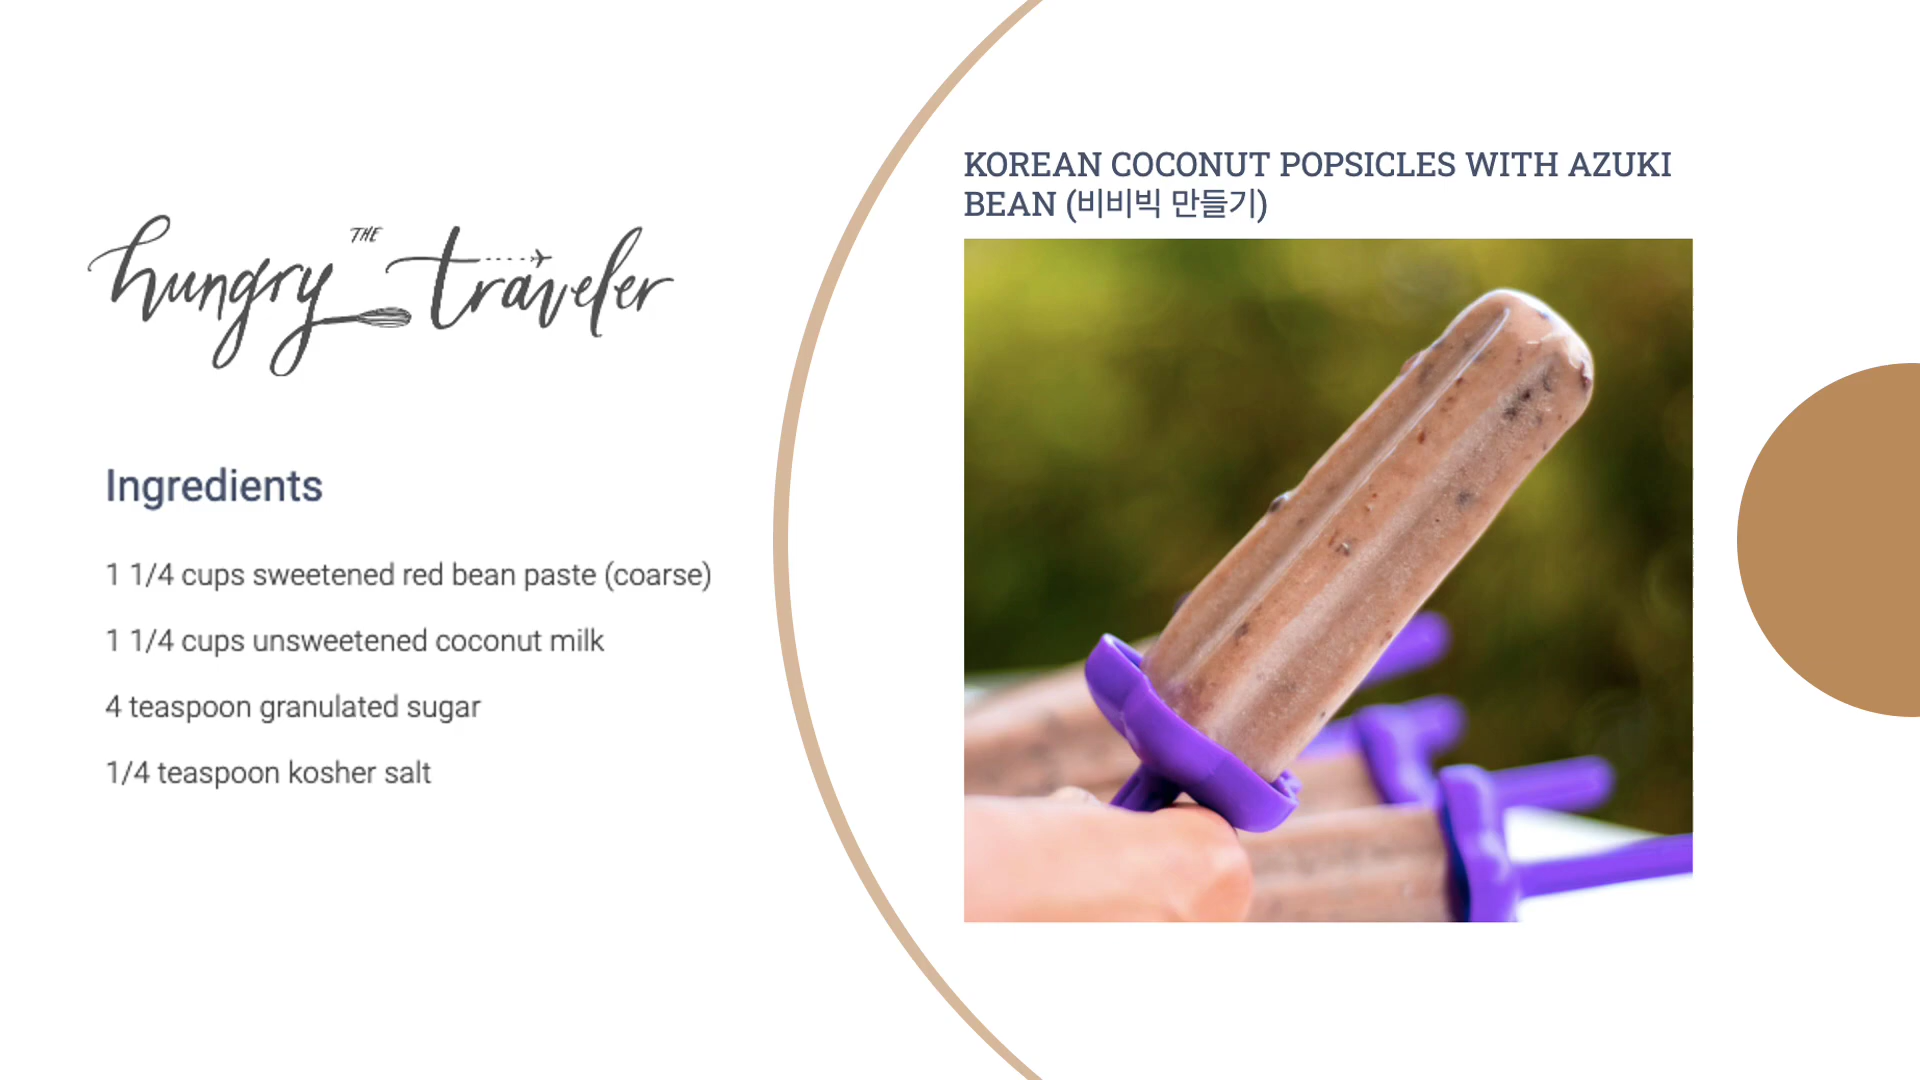 hungry THE traveler
Ingredients
1 1/4 cups sweetened red bean paste (coarse)
1 1/4 cups unsweetened coconut milk
4 teaspoon granulated sugar
1/4 teaspoon kosher salt
KOREAN COCONUT POPSICLES WITH AZUKI
BEAN (비비빅 만들기)